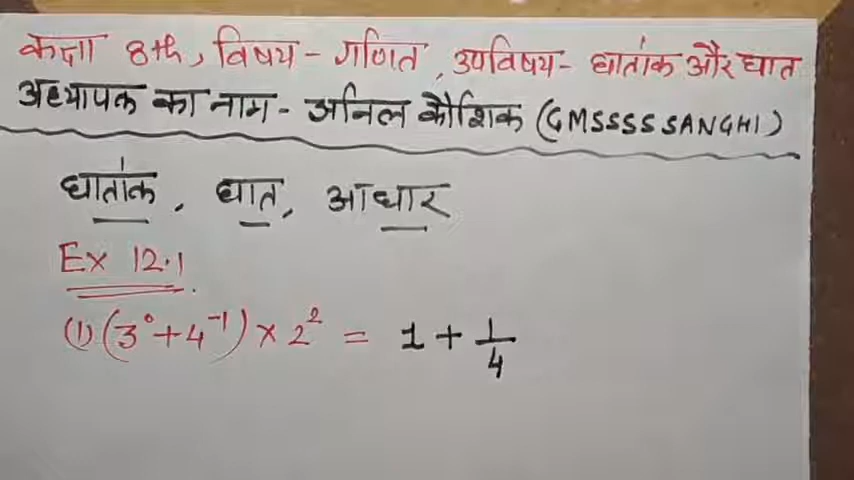 कक्षा 8th, विषय - गणित, उपविषय - घातांक और घात
अध्यापक का नाम - अनिल कौशिक (GMSSSS SANGHI)
घातांक, घात, आधार
Ex 12.1.
(1) (3⁰ + 4⁻¹) × 2² = 1 + 1/4